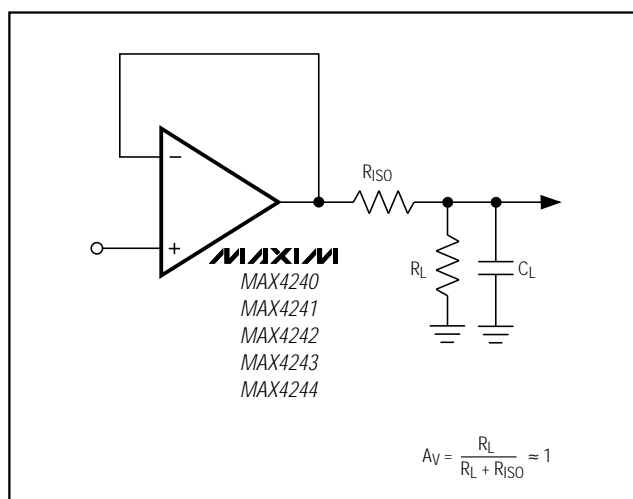 −
+
RISO
MAXIM
MAX4240
MAX4241
MAX4242
MAX4243
MAX4244
RL
CL
AV = RL / (RL + RISO) ≈ 1